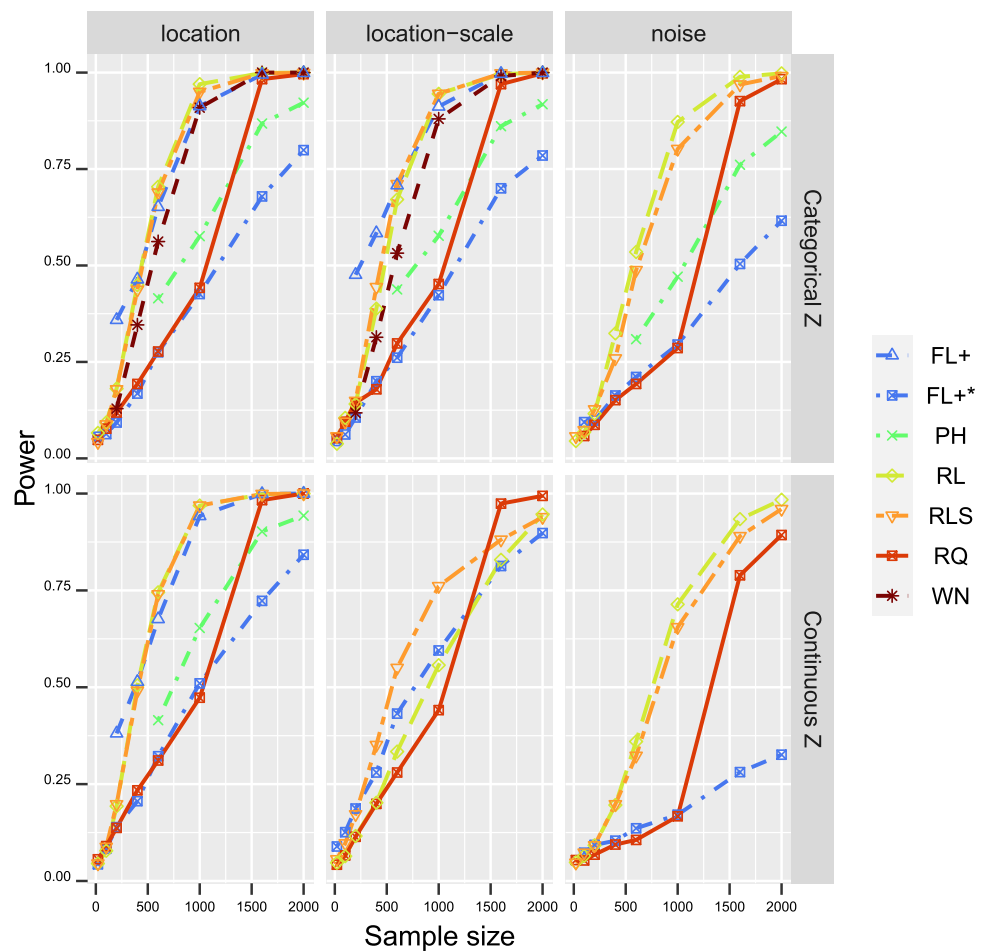 location location−scale noise
1.00
0.75
0.50
0.25
0.00
Categorical Z
1.00
0.75
0.50
0.25
0.00
Continuous Z
Power
0 500 1000 1500 2000 0 500 1000 1500 2000 0 500 1000 1500 2000
Sample size
FL+
FL+*
PH
RL
RLS
RQ
WN